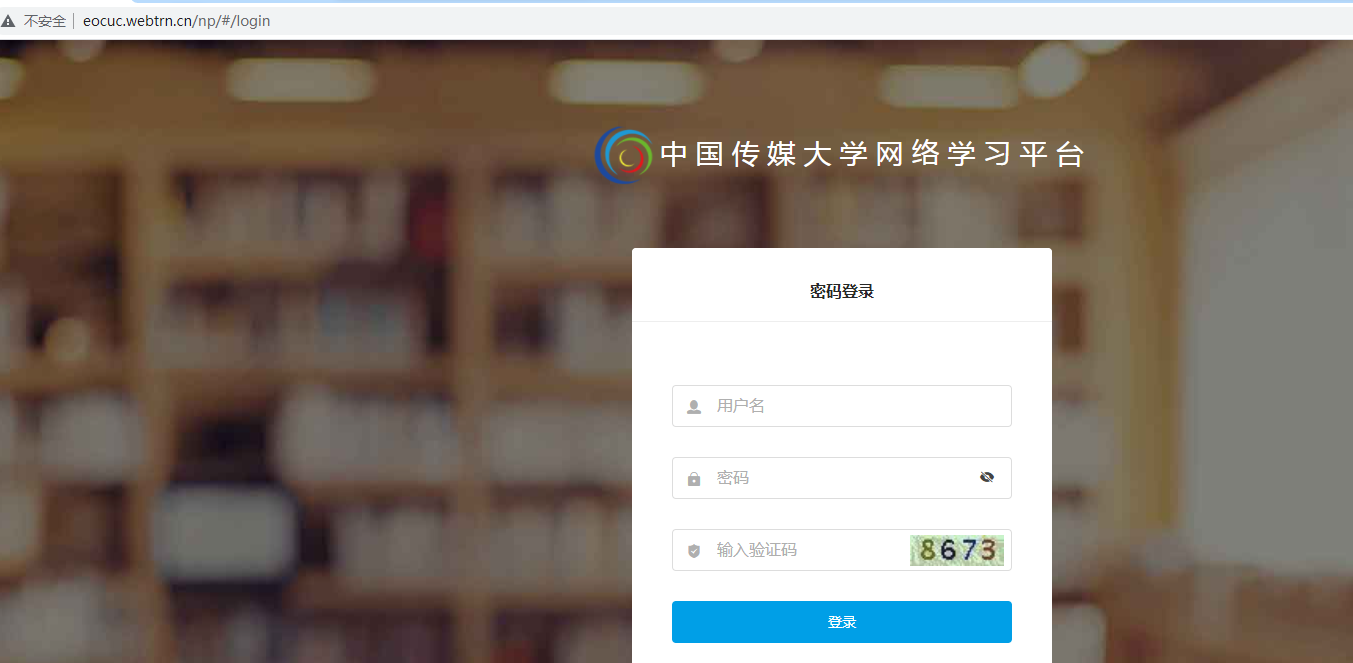 不安全 | eocuc.webtrn.cn/np/#/login
中国传媒大学网络学习平台
密码登录
用户名
密码
输入验证码 8673
登录